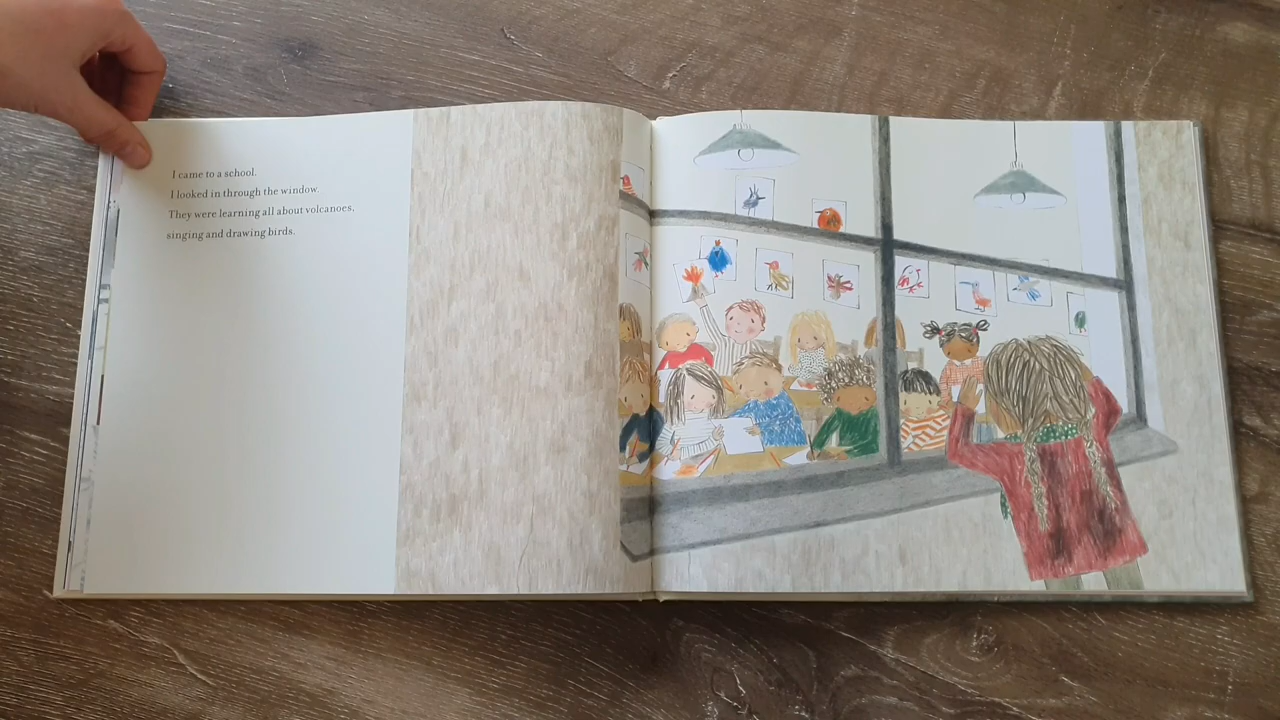 I came to a school.
I looked in through the window.
They were learning all about volcanoes,
singing and drawing birds.